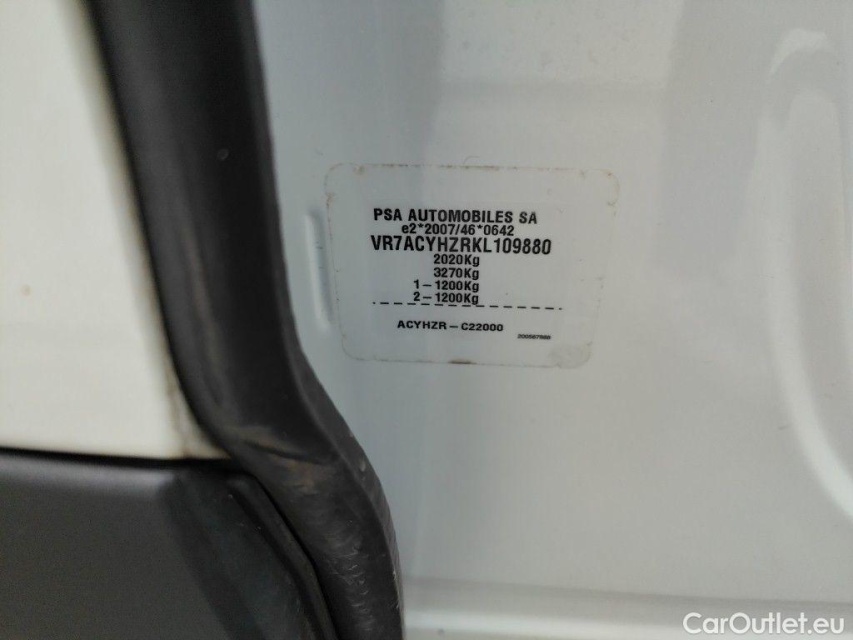 PSA AUTOMOBILES SA
e2*2007/46*0642
VR7ACYHZRKL109880
2020Kg
3270Kg
1-1200Kg
2-1200Kg
ACYHZR-C22000
CarOutlet.eu